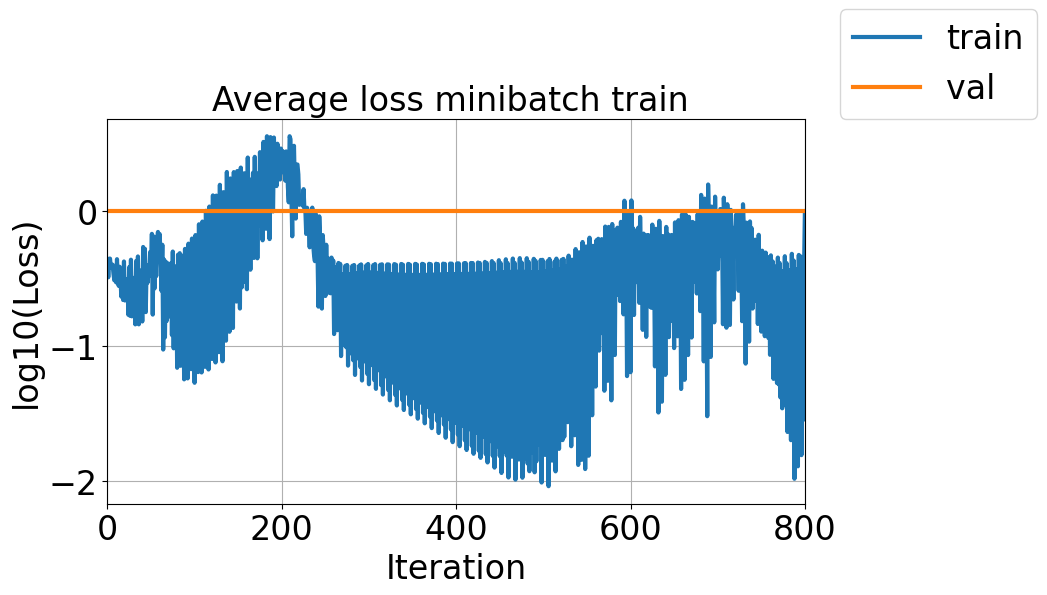 train
val
Average loss minibatch train
log10(Loss)
0
−1
−2
0 200 400 600 800
Iteration